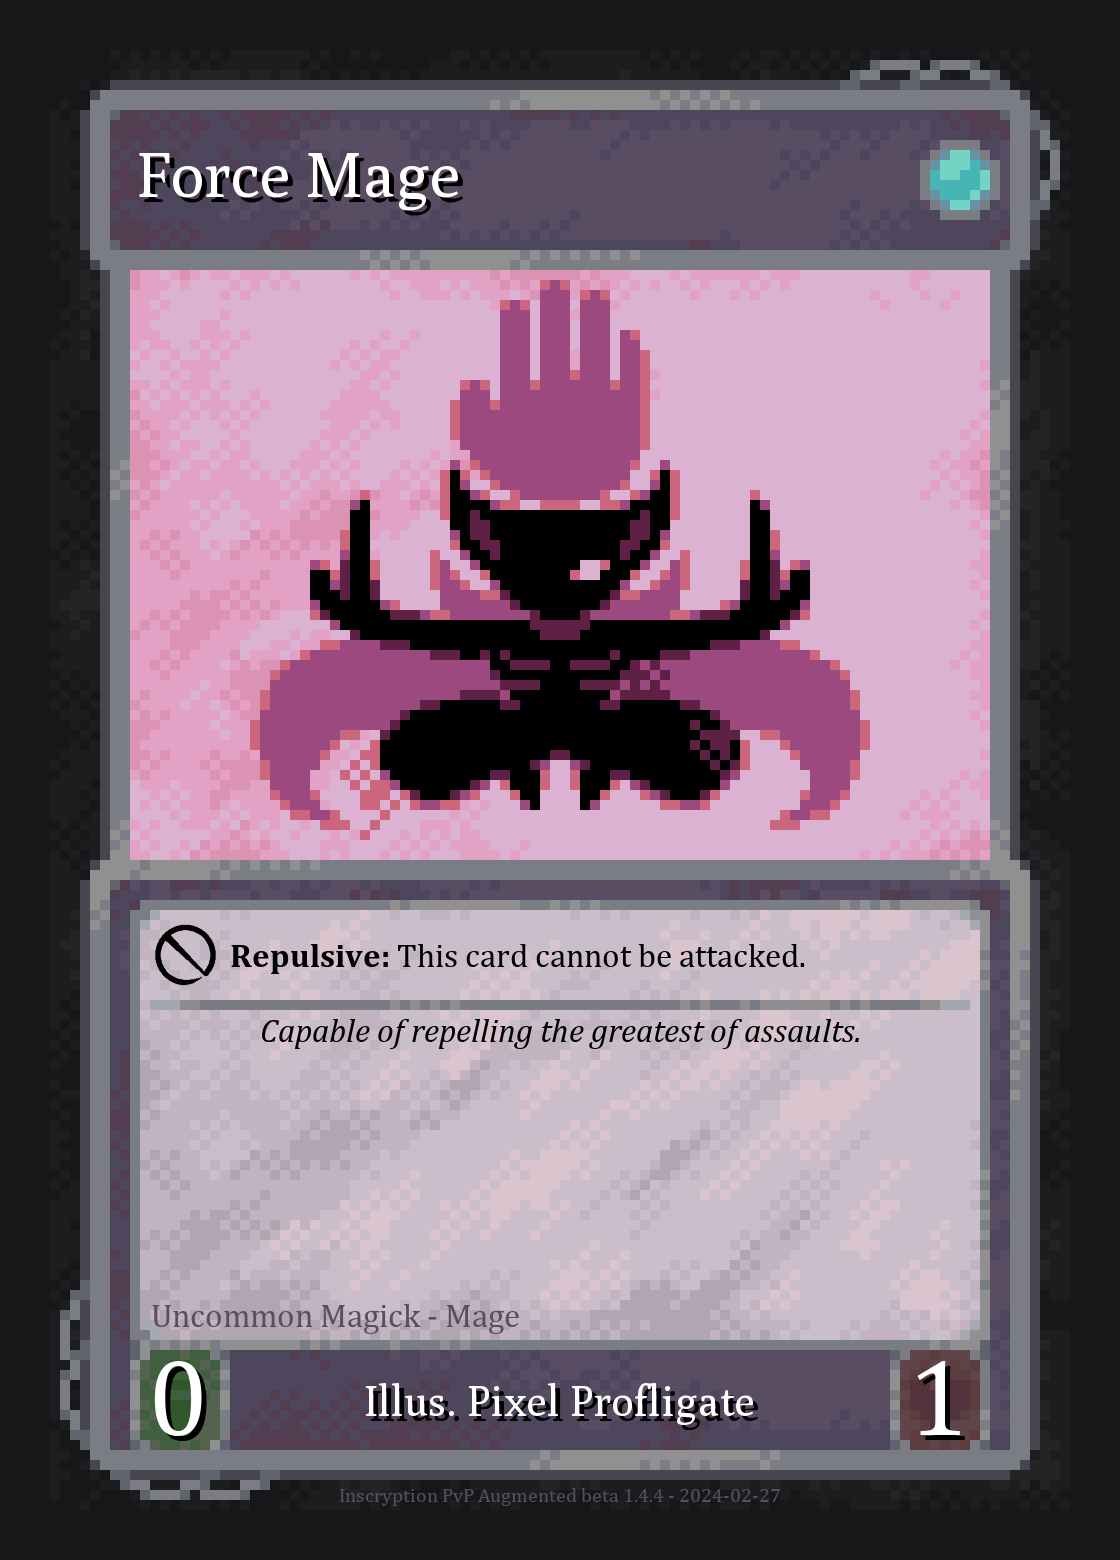 Force Mage
Repulsive: This card cannot be attacked.
Capable of repelling the greatest of assaults.
Uncommon Magick - Mage
0
Illus. Pixel Profligate
1
Inscryption PvP Augmented beta 1.4.4 - 2024-02-27